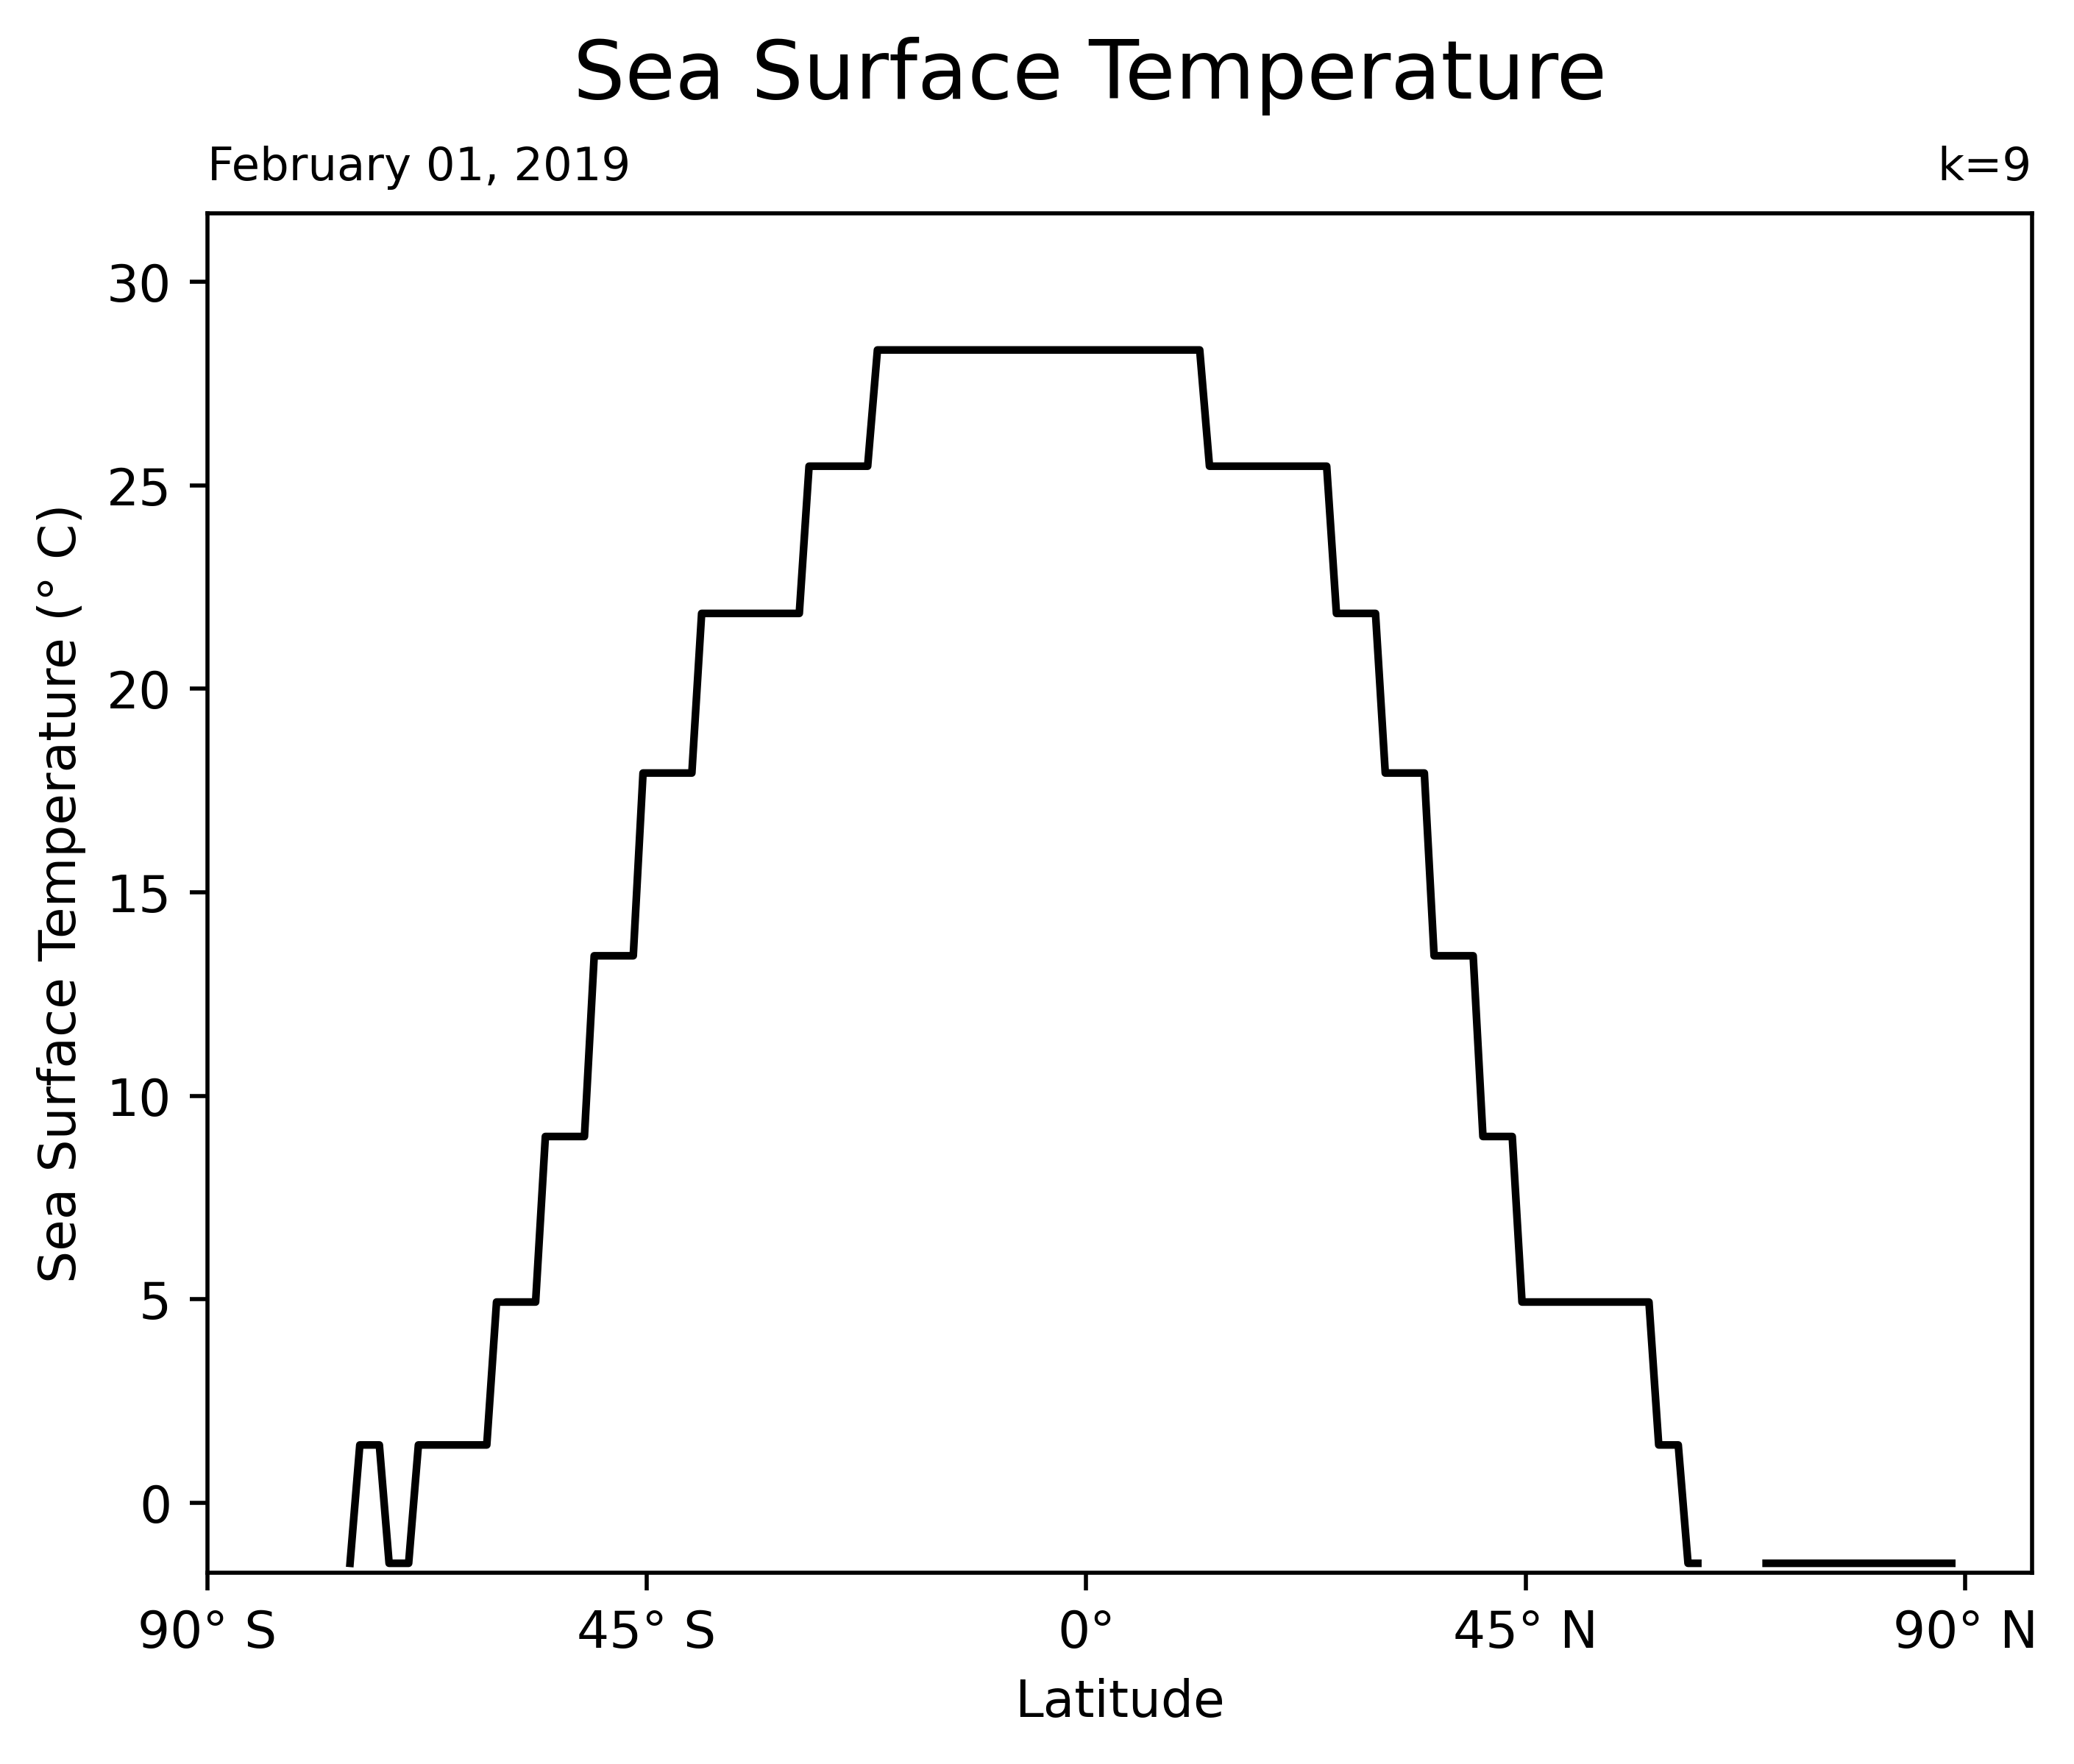 Sea Surface Temperature
February 01, 2019
k=9
Sea Surface Temperature (° C)
30
25
20
15
10
5
0
90° S
45° S
0°
45° N
90° N
Latitude